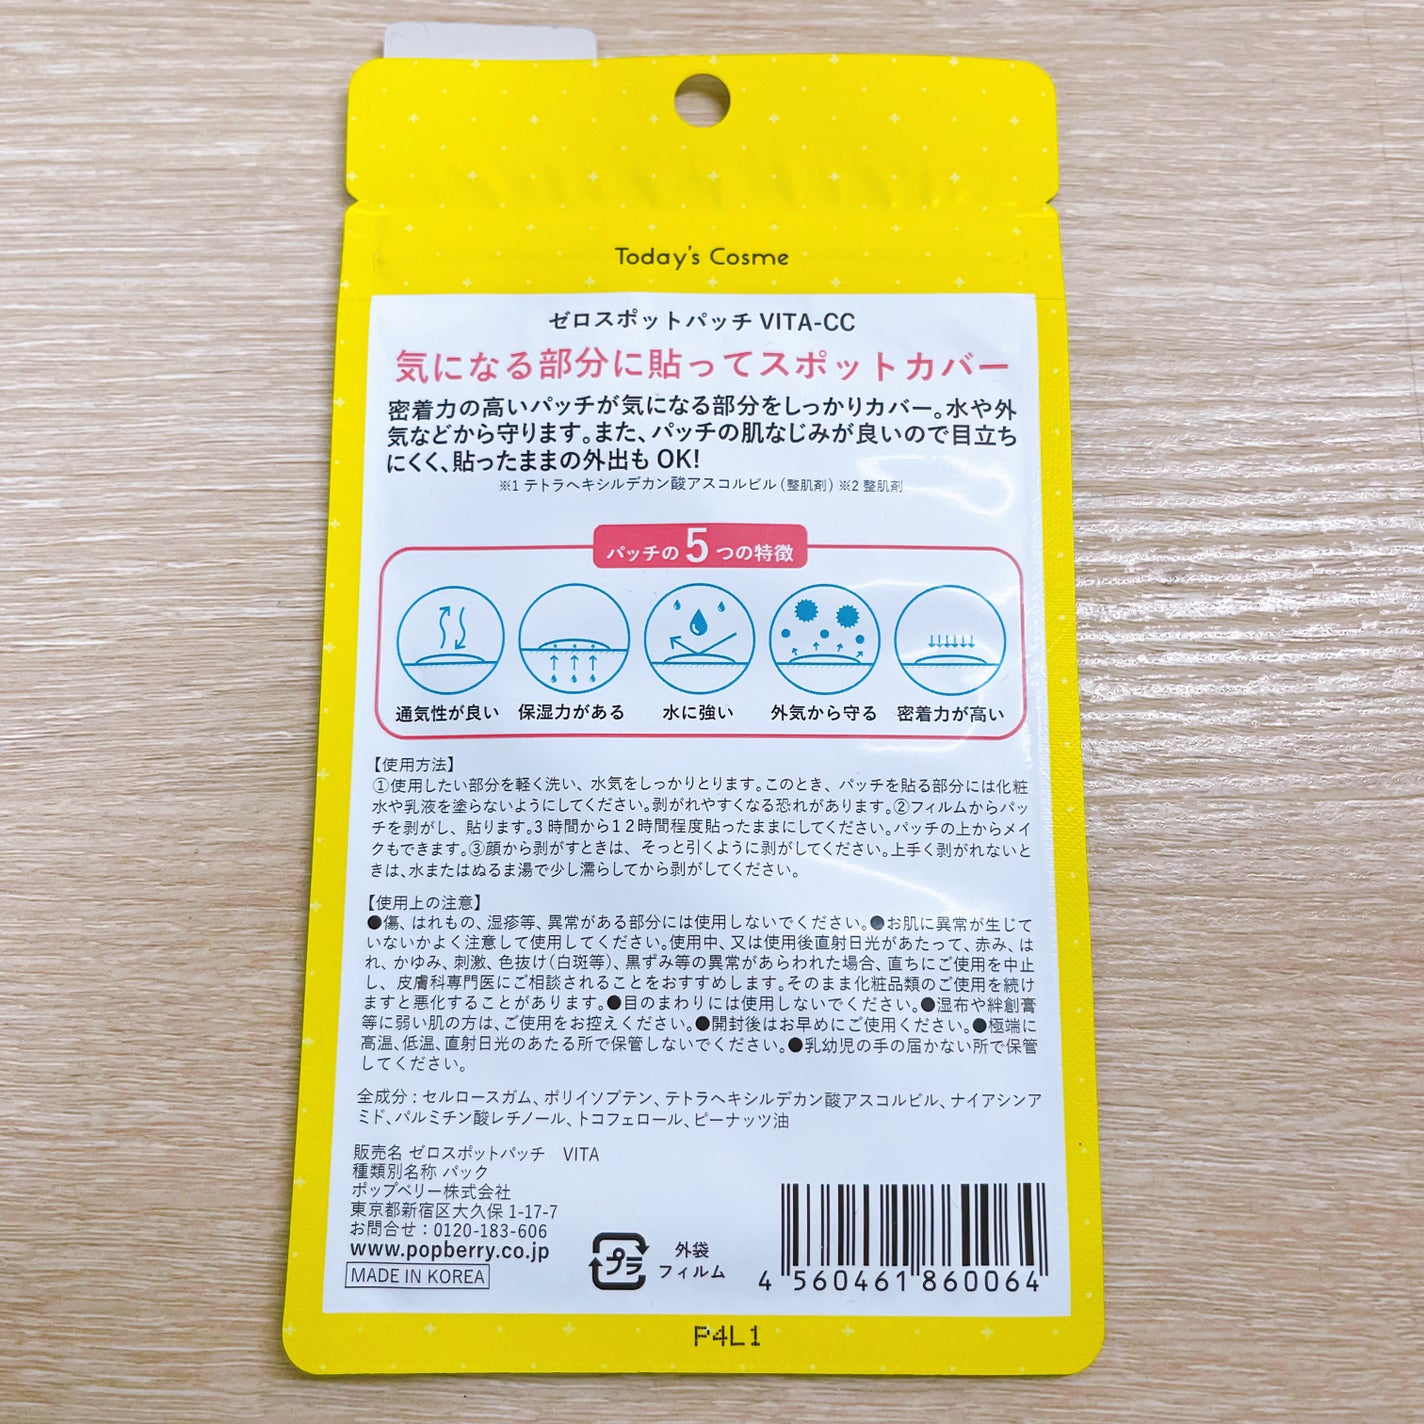 Today's Cosme
ゼロスポットパッチ VITA-CC
気になる部分に貼ってスポットカバー
密着力の高いパッチが気になる部分をしっかりカバー。水や外
気などから守ります。また、パッチの肌なじみが良いので目立ち
にくく、貼ったままの外出も OK!
※1 テトラヘキシルデカン酸アスコルビル（整肌剤）※2 整肌剤
パッチの5つの特徴
通気性が良い 保湿力がある 水に強い 外気から守る 密着力が高い
【使用方法】
①使用したい部分を軽く洗い、水気をしっかりとります。このとき、パッチを貼る部分には化粧
水や乳液を塗らないようにしてください。剥がれやすくなる恐れがあります。②フィルムからパッ
チを剥がし、貼ります。3時間から12時間程度貼ったままにしてください。パッチの上からメイ
クもできます。③顔から剥がすときは、そっと引くように剥がしてください。上手く剥がれないと
きは、水またはぬるま湯で少し濡らしてから剥がしてください。
【使用上の注意】
●傷、はれもの、湿疹等、異常がある部分には使用しないでください。●お肌に異常が生じて
いないかよく注意して使用してください。使用中、又は使用後直射日光があたって、赤み、は
れ、かゆみ、刺激、色抜け（白斑等）、黒ずみ等の異常があらわれた場合、直ちにご使用を中止
し、皮膚科専門医にご相談されることをおすすめします。そのまま化粧品類のご使用を続け
ますと悪化することがあります。●目のまわりには使用しないでください。●湿布や絆創膏
等に弱い肌の方は、ご使用をお控えください。●開封後はお早めにご使用ください。●極端に
高温、低温、直射日光のあたる所で保管しないでください。●乳幼児の手の届かない所で保管
してください。
全成分：セルロースガム、ポリイソブテン、テトラヘキシルデカン酸アスコルビル、ナイアシンア
ミド、パルミチン酸レチノール、トコフェロール、ピーナッツ油
販売名 ゼロスポットパッチ　VITA
種類別名称 パック
ポップベリー株式会社
東京都新宿区大久保 1-17-7
お問合せ：0120-183-606
www.popberry.co.jp
MADE IN KOREA
プラ
外袋
フィルム
4 560461 860064
P4L1